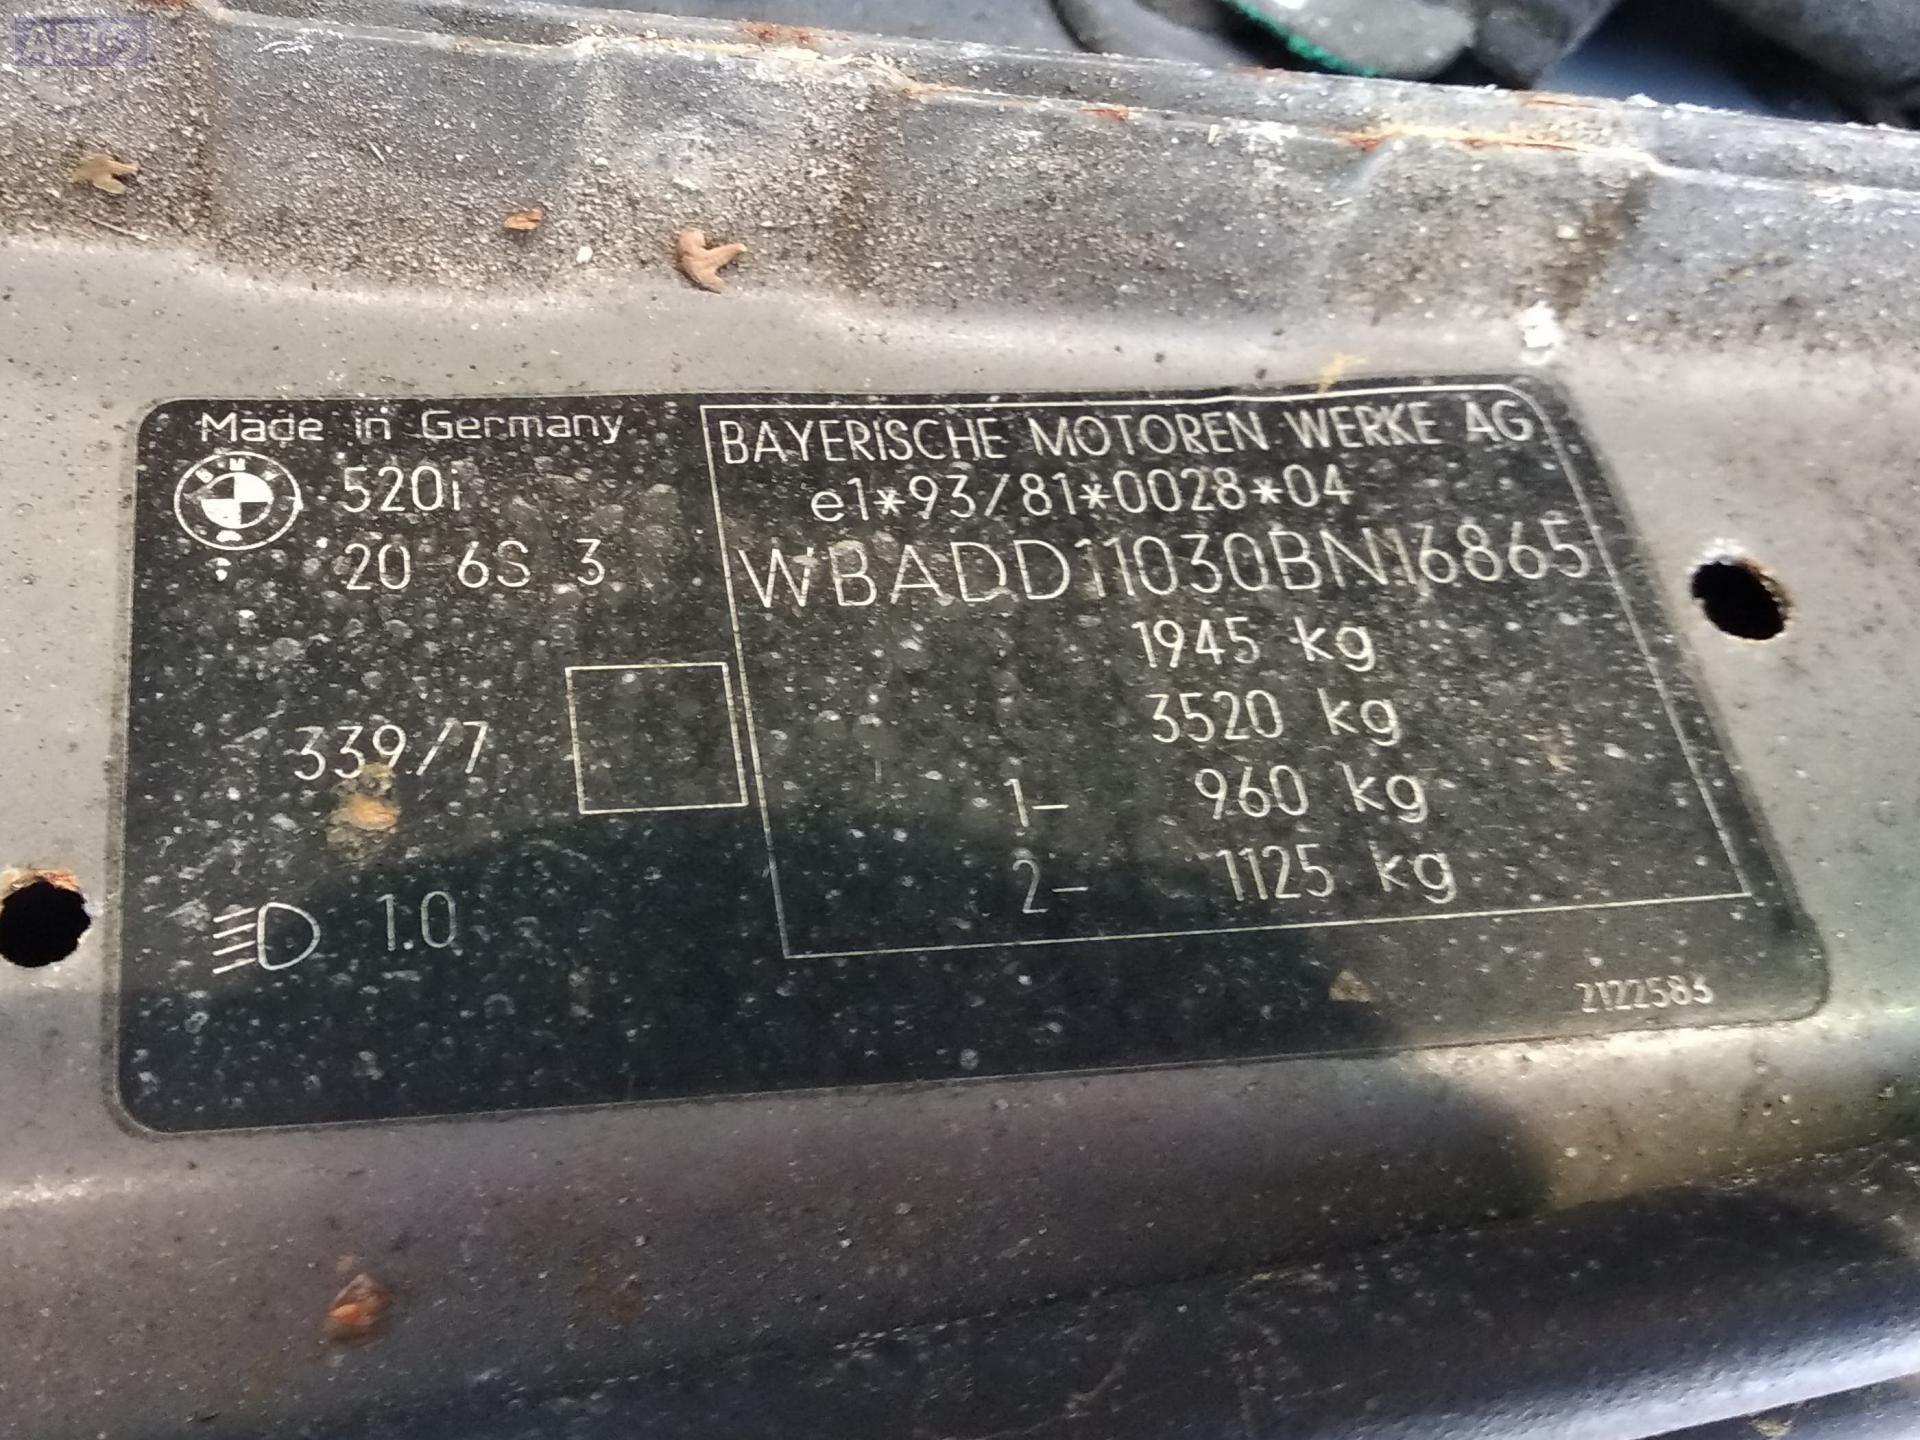 Made in Germany
BMW
520i
20 6S 3
339/7
1.0
BAYERISCHE MOTOREN WERKE AG
e1*93/81*0028*04
WBADD11030BN16865
1945 kg
3520 kg
1- 960 kg
2- 1125 kg
2122583